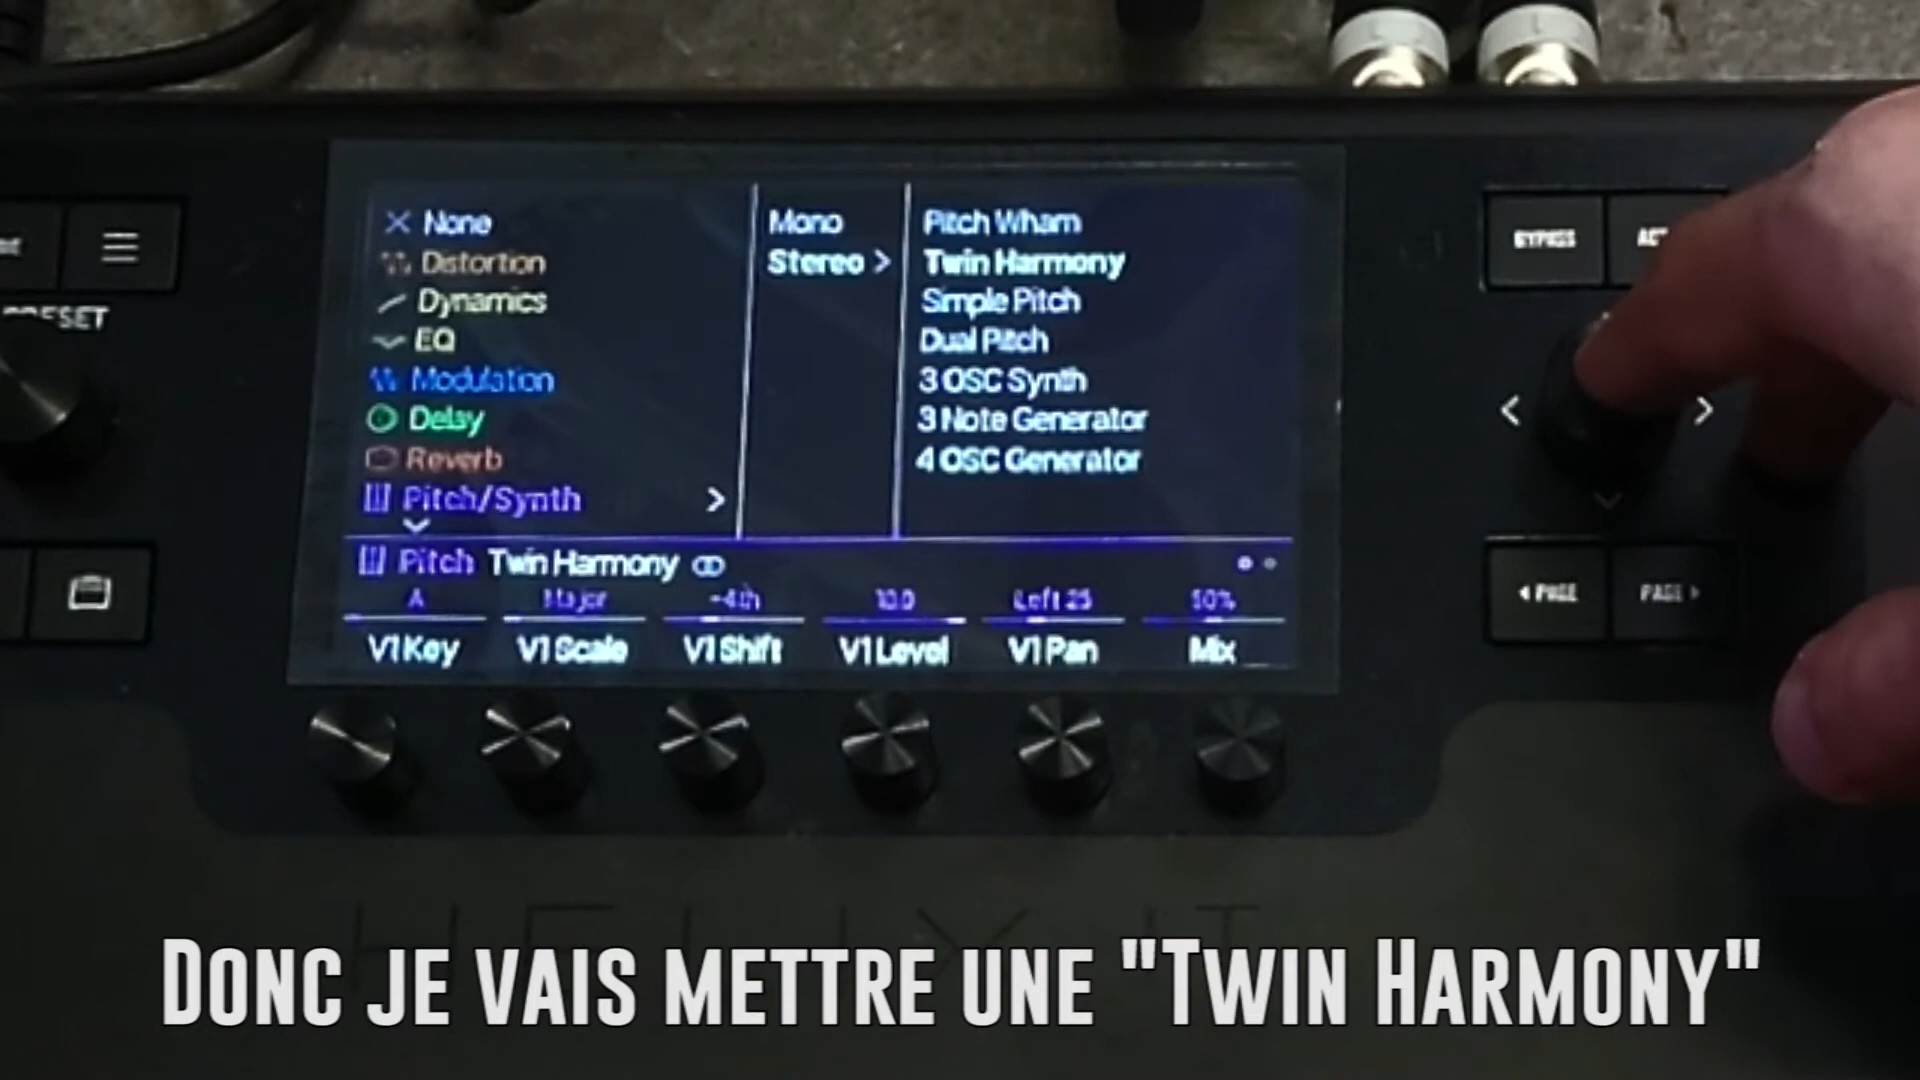 None
Distortion
Dynamics
EQ
Modulation
Delay
Reverb
Pitch/Synth >
Mono
Stereo >
Pitch Wham
Twin Harmony
Simple Pitch
Dual Pitch
3 OSC Synth
3 Note Generator
4 OSC Generator
Pitch Twin Harmony
A Major -4th 10.0 Left 25 50%
V1 Key V1 Scale V1 Shift V1 Level V1 Pan Mix
PRESET
BYPASS
< >
◂ PAGE PAGE ▸
HELIX LT
DONC JE VAIS METTRE UNE "TWIN HARMONY"